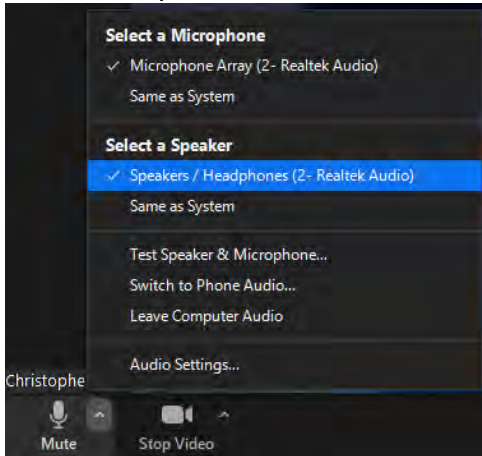 Select a Microphone
Microphone Array (2- Realtek Audio)
Same as System
Select a Speaker
Speakers / Headphones (2- Realtek Audio)
Same as System
Test Speaker & Microphone...
Switch to Phone Audio...
Leave Computer Audio
Audio Settings...
Christophe
Mute
Stop Video